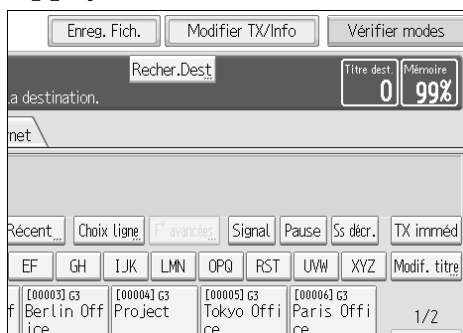 Enreg. Fich. Modifier TX/Info Vérifier modes
Recher.Dest. Titre dest. Mémoire
a destination. 0 99%
net
Récent Choix ligne F° avancées Signal Pause Ss décr. TX imméd
EF GH IJK LMN OPQ RST UVW XYZ Modif. titre
[00003] G3 [00004] G3 [00005] G3 [00006] G3
f Berlin Off Project Tokyo Offi Paris Offi 1/2
ice ce ce